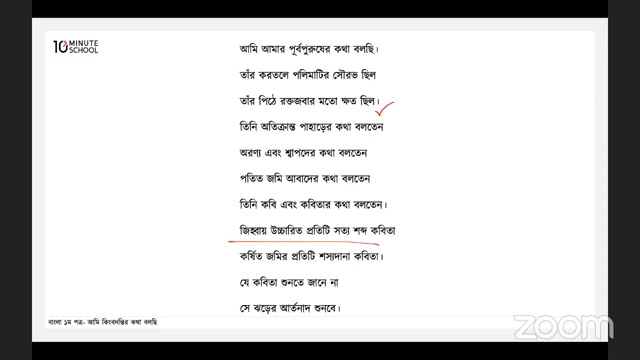 10 MINUTE SCHOOL
আমি আমার পূর্বপুরুষের কথা বলছি।
তাঁর করতলে পলিমাটির সৌরভ ছিল
তাঁর পিঠে রক্তজবার মতো ক্ষত ছিল।
তিনি অতিক্রান্ত পাহাড়ের কথা বলতেন
অরণ্য এবং শ্বাপদের কথা বলতেন
পতিত জমি আবাদের কথা বলতেন
তিনি কবি এবং কবিতার কথা বলতেন।
জিহ্বায় উচ্চারিত প্রতিটি সত্য শব্দ কবিতা
কর্ষিত জমির প্রতিটি শস্যদানা কবিতা।
যে কবিতা শুনতে জানে না
সে ঝড়ের আর্তনাদ শুনবে।
বাংলা ১ম পত্র- আমি কিংবদন্তির কথা বলছি
zoom